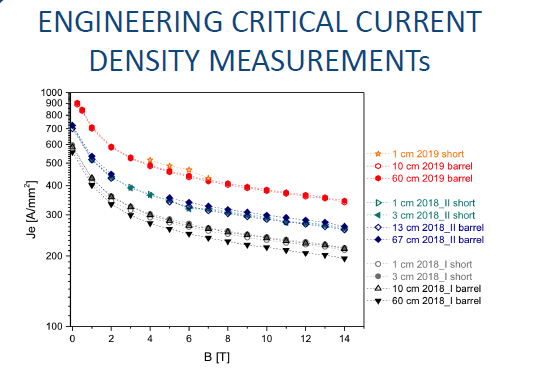 ENGINEERING CRITICAL CURRENT
DENSITY MEASUREMENTs
1000
900
800
700
600
500
400
300
200
100
Je [A/mm²]
0 2 4 6 8 10 12 14
B [T]
1 cm 2019 short
10 cm 2019 barrel
60 cm 2019 barrel
1 cm 2018_II short
3 cm 2018_II short
13 cm 2018_II barrel
67 cm 2018_II barrel
1 cm 2018_I short
3 cm 2018_I short
10 cm 2018_I barrel
60 cm 2018_I barrel